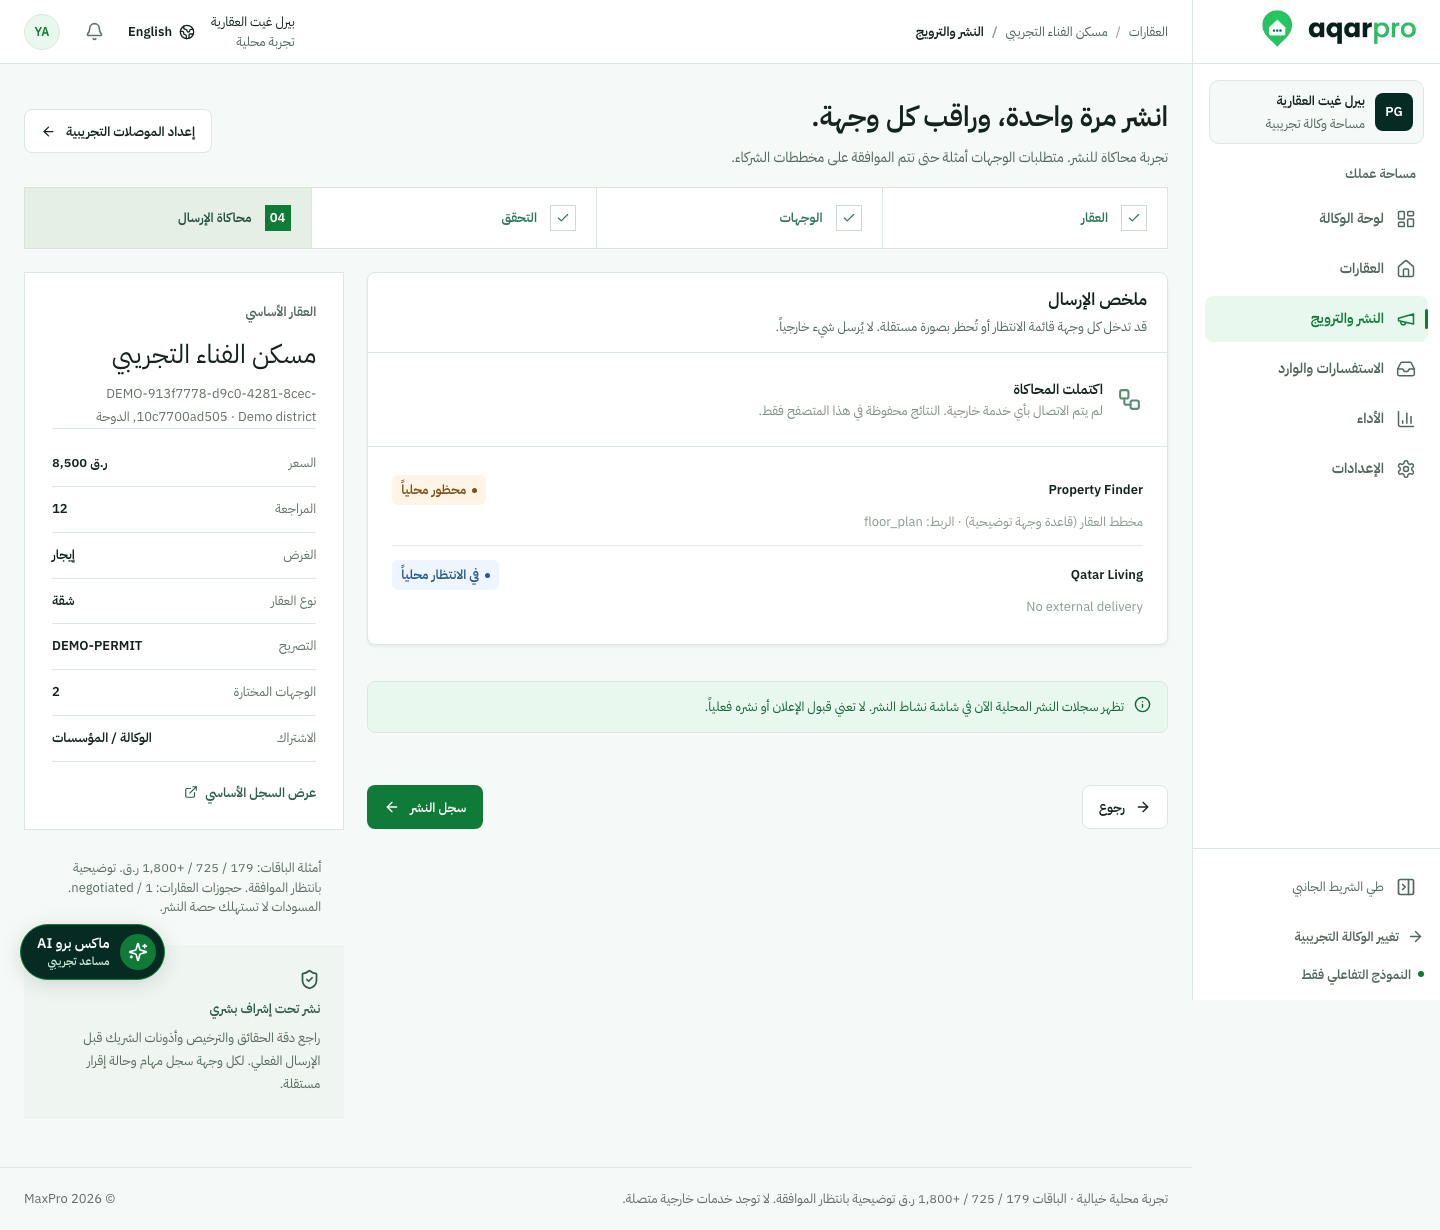 aqarpro
PG
بيرل غيت العقارية
مساحة وكالة تجريبية
مساحة عملك
لوحة الوكالة
العقارات
النشر والترويج
الاستفسارات والوارد
الأداء
الإعدادات
طي الشريط الجانبي
تغيير الوكالة التجريبية
النموذج التفاعلي فقط
العقارات / مسكن الفناء التجريبي / النشر والترويج
بيرل غيت العقارية
تجربة محلية
English
YA
انشر مرة واحدة، وراقب كل وجهة.
تجربة محاكاة للنشر. متطلبات الوجهات أمثلة حتى تتم الموافقة على مخططات الشركاء.
إعداد الموصلات التجريبية
العقار
الوجهات
التحقق
04 محاكاة الإرسال
ملخص الإرسال
قد تدخل كل وجهة قائمة الانتظار أو تُحظر بصورة مستقلة. لا يُرسل شيء خارجياً.
اكتملت المحاكاة
لم يتم الاتصال بأي خدمة خارجية. النتائج محفوظة في هذا المتصفح فقط.
Property Finder
محظور محلياً
مخطط العقار (قاعدة وجهة توضيحية) · الربط: floor_plan
Qatar Living
في الانتظار محلياً
No external delivery
تظهر سجلات النشر المحلية الآن في شاشة نشاط النشر. لا تعني قبول الإعلان أو نشره فعلياً.
رجوع
سجل النشر
العقار الأساسي
مسكن الفناء التجريبي
DEMO-913f7778-d9c0-4281-8cec-
10c7700ad505 · Demo district, الدوحة
السعر
ر.ق 8,500
المراجعة
12
الغرض
إيجار
نوع العقار
شقة
التصريح
DEMO-PERMIT
الوجهات المختارة
2
الاشتراك
الوكالة / المؤسسات
عرض السجل الأساسي
أمثلة الباقات: 179 / 725 / +1,800 ر.ق. توضيحية
بانتظار الموافقة. حجوزات العقارات: 1 / negotiated.
المسودات لا تستهلك حصة النشر.
ماكس برو AI
مساعد تجريبي
نشر تحت إشراف بشري
راجع دقة الحقائق والترخيص وأذونات الشريك قبل
الإرسال الفعلي. لكل وجهة سجل مهام وحالة إقرار
مستقلة.
تجربة محلية خيالية · الباقات 179 / 725 / +1,800 ر.ق توضيحية بانتظار الموافقة. لا توجد خدمات خارجية متصلة.
© 2026 MaxPro